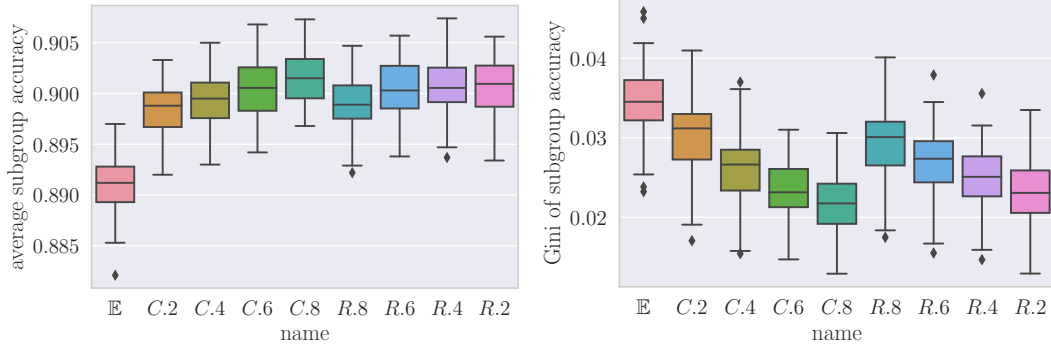 average subgroup accuracy
0.905
0.900
0.895
0.890
0.885
𝔼 C.2 C.4 C.6 C.8 R.8 R.6 R.4 R.2
name
Gini of subgroup accuracy
0.04
0.03
0.02
𝔼 C.2 C.4 C.6 C.8 R.8 R.6 R.4 R.2
name